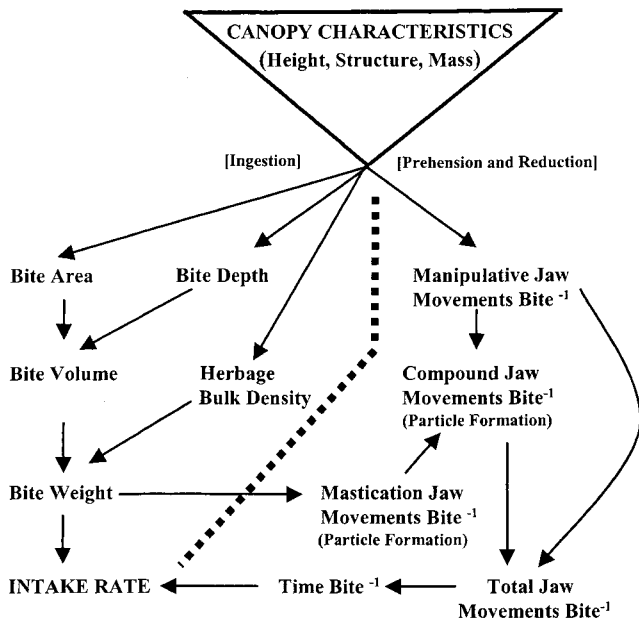 CANOPY CHARACTERISTICS
(Height, Structure, Mass)
[Ingestion]
[Prehension and Reduction]
Bite Area
Bite Depth
Manipulative Jaw
Movements Bite⁻¹
Bite Volume
Herbage
Bulk Density
Compound Jaw
Movements Bite⁻¹
(Particle Formation)
Bite Weight
Mastication Jaw
Movements Bite⁻¹
(Particle Formation)
INTAKE RATE
Time Bite⁻¹
Total Jaw
Movements Bite⁻¹